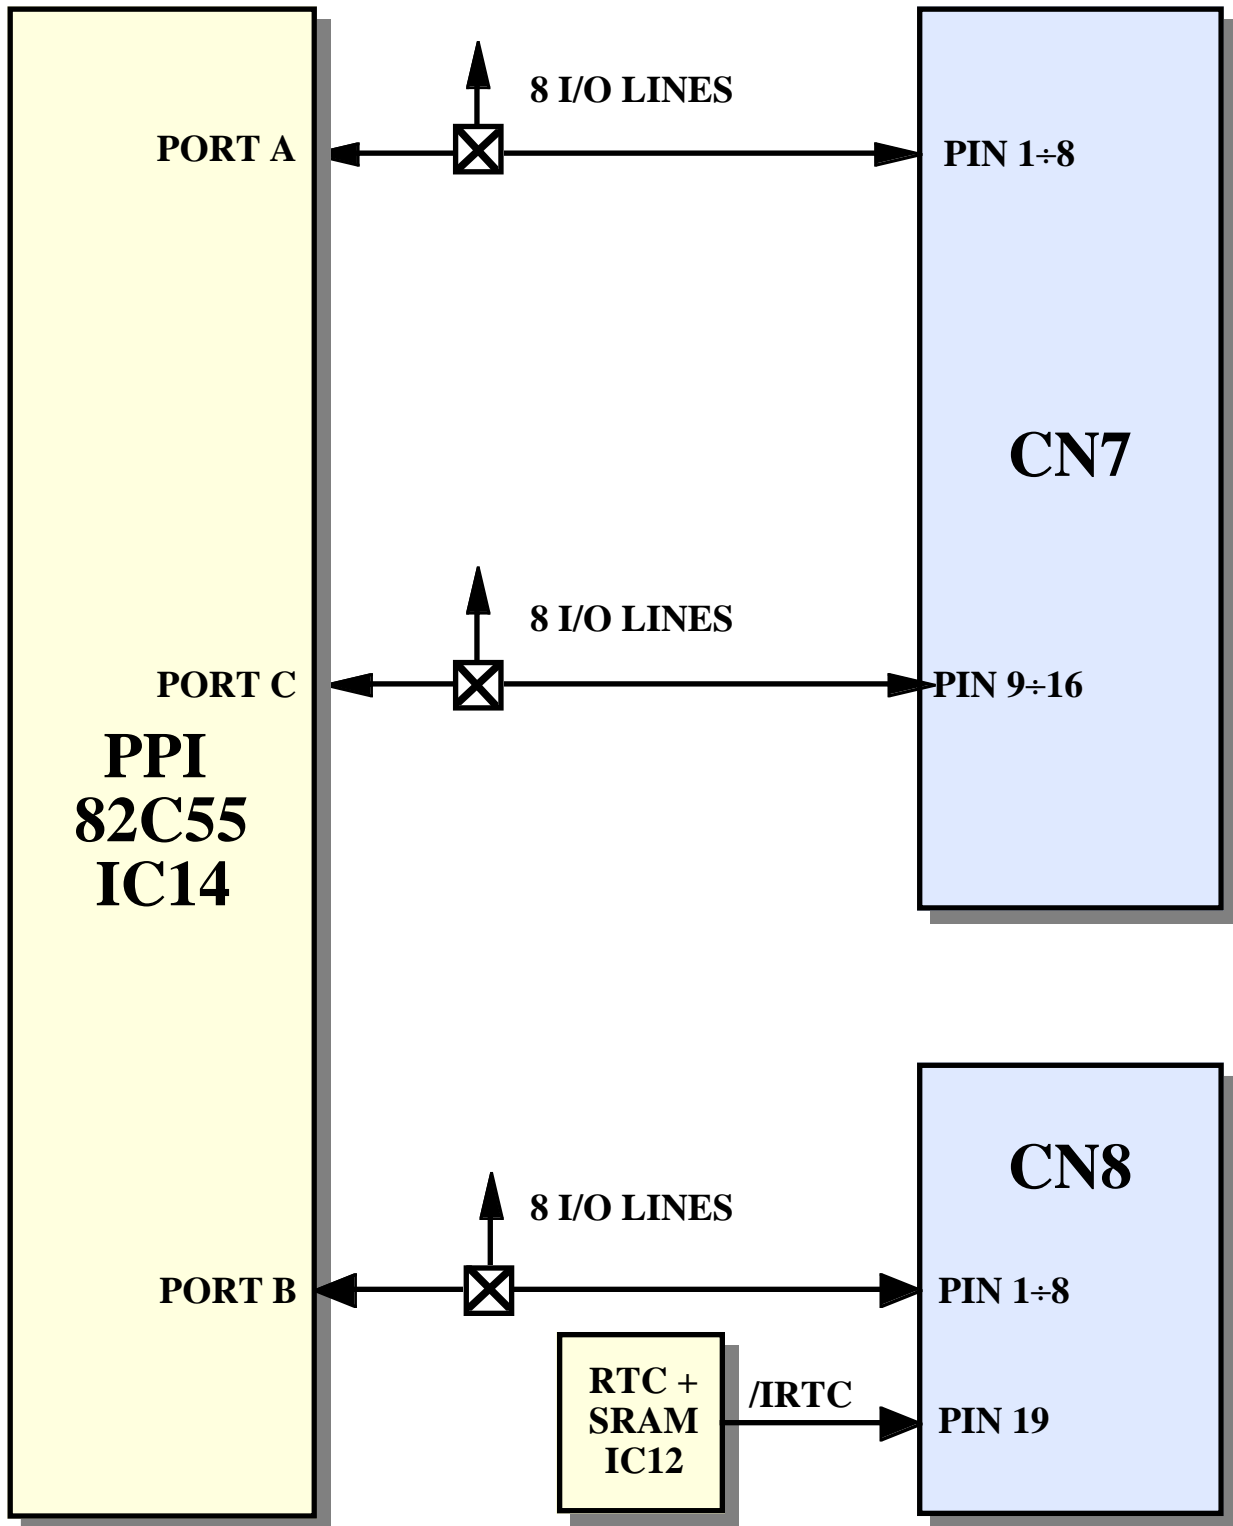 8 I/O LINES
PORT A
PIN 1÷8
CN7
8 I/O LINES
PORT C
PIN 9÷16
PPI
82C55
IC14
CN8
8 I/O LINES
PORT B
PIN 1÷8
RTC +
SRAM
IC12
/IRTC
PIN 19